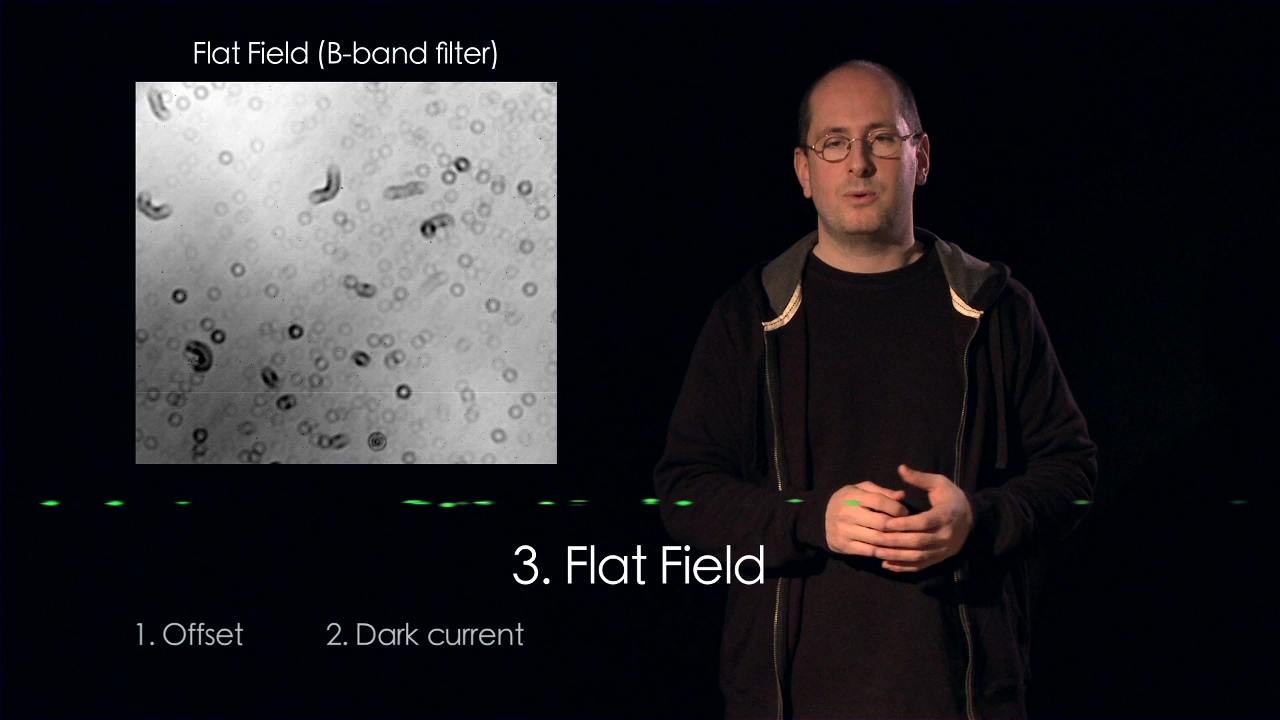 Flat Field (B-band filter)
3. Flat Field
1. Offset
2. Dark current